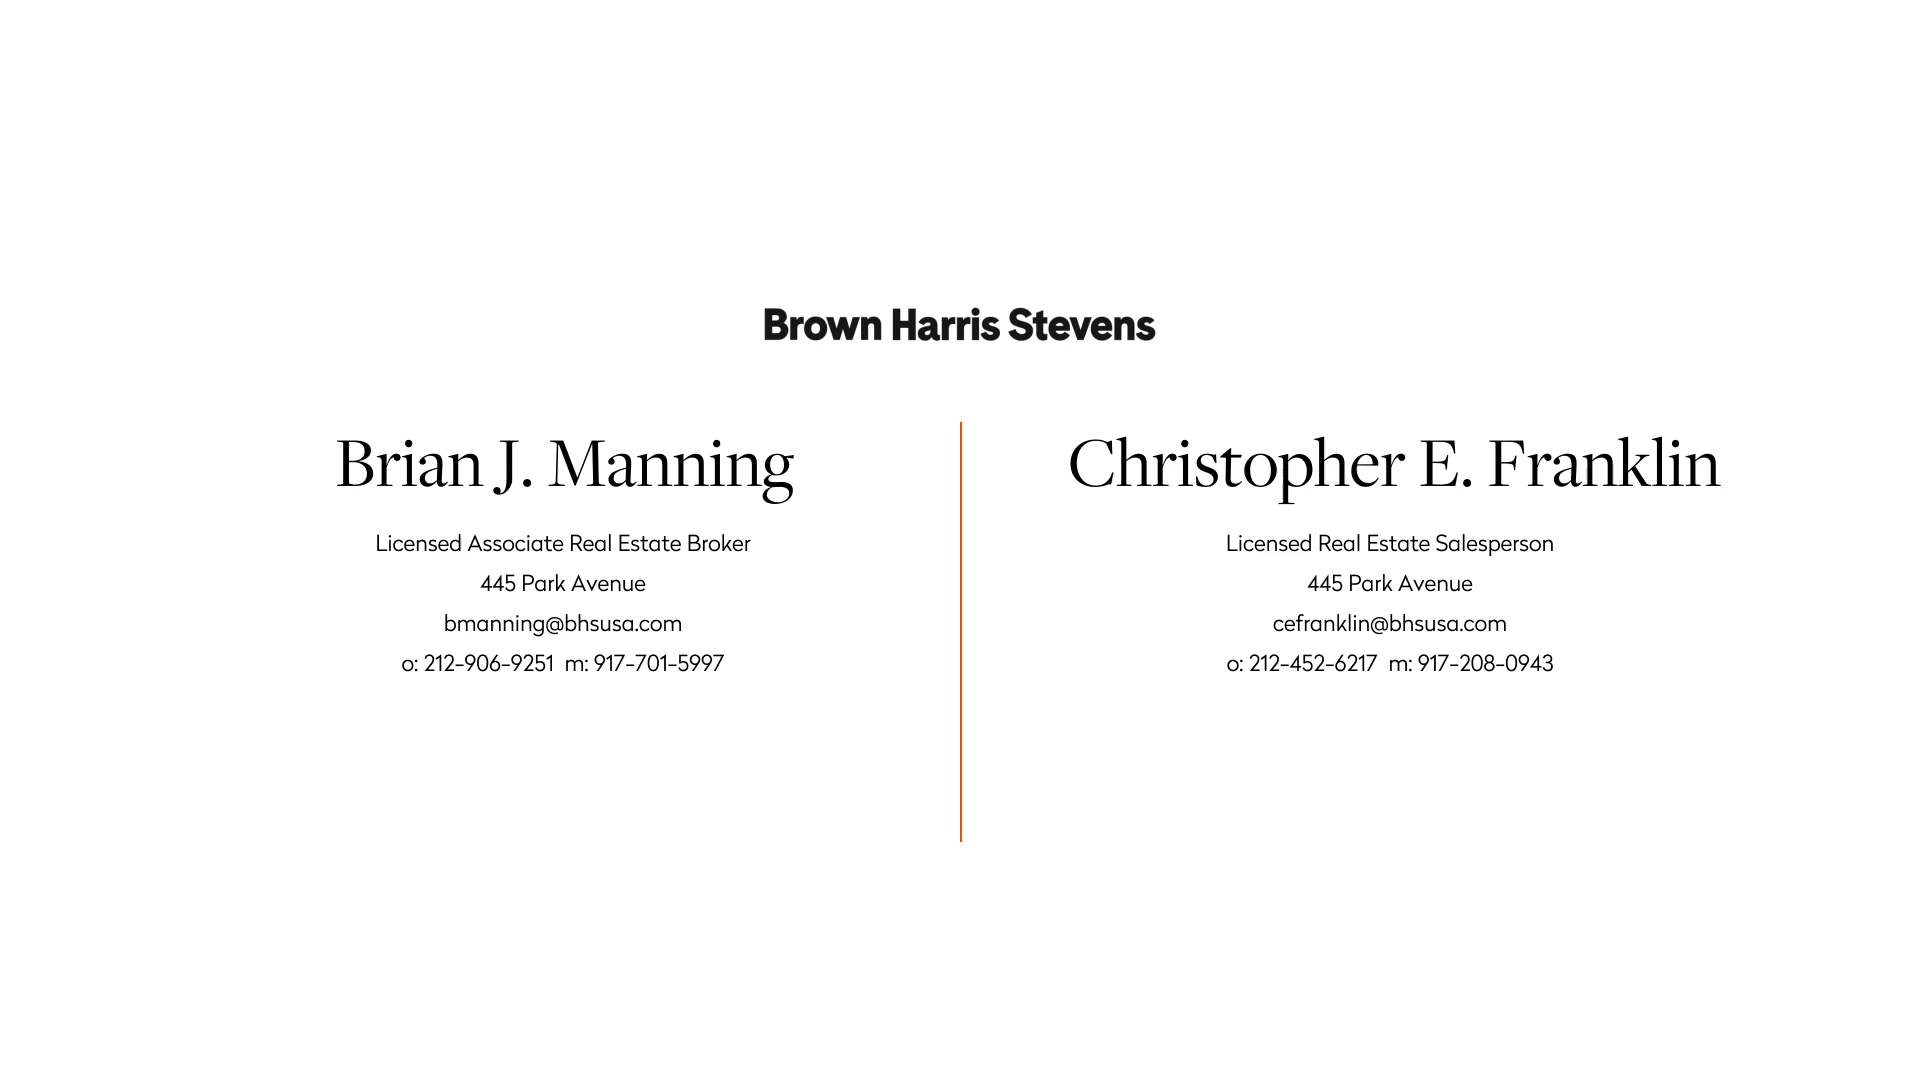 Brown Harris Stevens
Brian J. Manning
Licensed Associate Real Estate Broker
445 Park Avenue
bmanning@bhsusa.com
o: 212-906-9251  m: 917-701-5997
Christopher E. Franklin
Licensed Real Estate Salesperson
445 Park Avenue
cefranklin@bhsusa.com
o: 212-452-6217  m: 917-208-0943